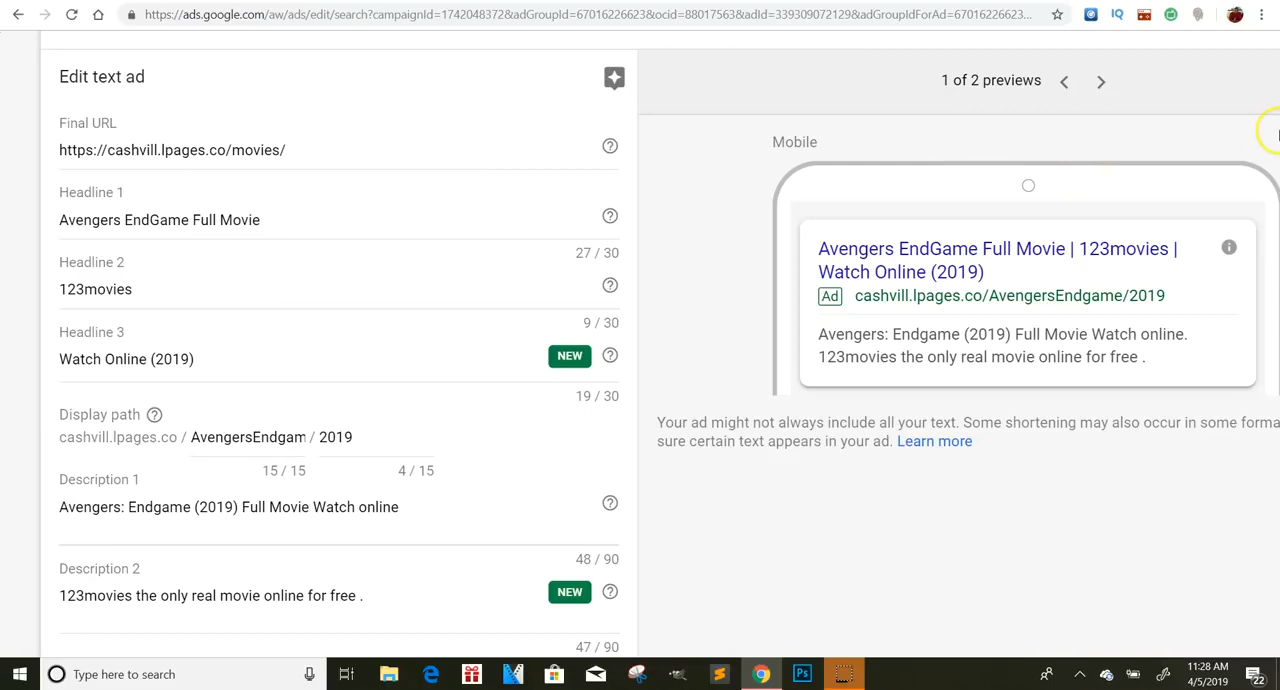 https://ads.google.com/aw/ads/edit/search?campaignId=1742048372&adGroupId=67016226623&ocid=88017563&adId=339309072129&adGroupIdForAd=67016226623...
IQ
Edit text ad
1 of 2 previews
Final URL
https://cashvill.lpages.co/movies/
Mobile
Headline 1
Avengers EndGame Full Movie
27 / 30
Avengers EndGame Full Movie | 123movies |
Watch Online (2019)
Ad cashvill.lpages.co/AvengersEndgame/2019
Avengers: Endgame (2019) Full Movie Watch online.
123movies the only real movie online for free .
Headline 2
123movies
9 / 30
Headline 3
Watch Online (2019)
NEW
19 / 30
Display path
cashvill.lpages.co / AvengersEndgam / 2019
15 / 15 4 / 15
Your ad might not always include all your text. Some shortening may also occur in some forma
sure certain text appears in your ad. Learn more
Description 1
Avengers: Endgame (2019) Full Movie Watch online
48 / 90
Description 2
123movies the only real movie online for free .
NEW
47 / 90
Type here to search
Ps
11:28 AM
4/5/2019
22